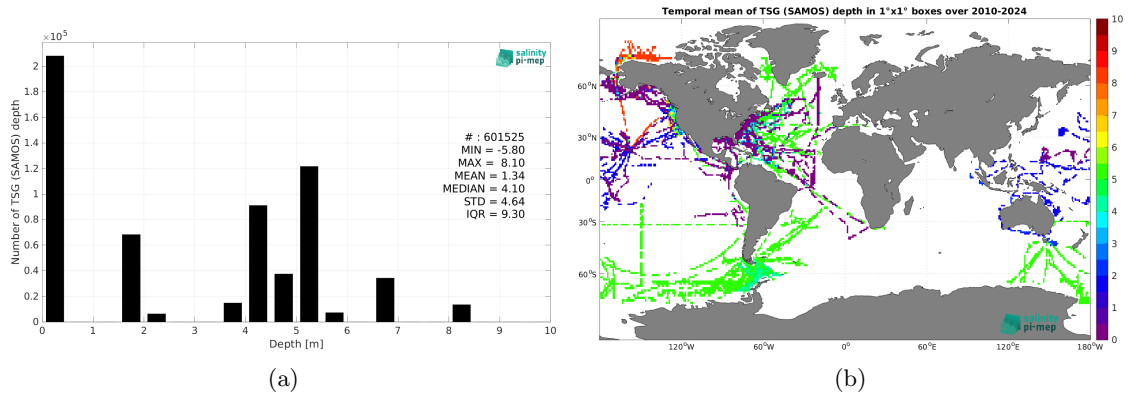 ×10⁵
2.2
2
1.8
1.6
1.4
1.2
1
0.8
0.6
0.4
0.2
0
Number of TSG (SAMOS) depth
0 1 2 3 4 5 6 7 8 9 10
Depth [m]
salinity
pi-mep
# : 601525
MIN = -5.80
MAX = 8.10
MEAN = 1.34
MEDIAN = 4.10
STD = 4.64
IQR = 9.30
(a)
Temporal mean of TSG (SAMOS) depth in 1°x1° boxes over 2010-2024
60°N
30°N
0°
30°S
60°S
120°W 60°W 0° 60°E 120°E 180°W
salinity
pi-mep
10
9
8
7
6
5
4
3
2
1
0
(b)